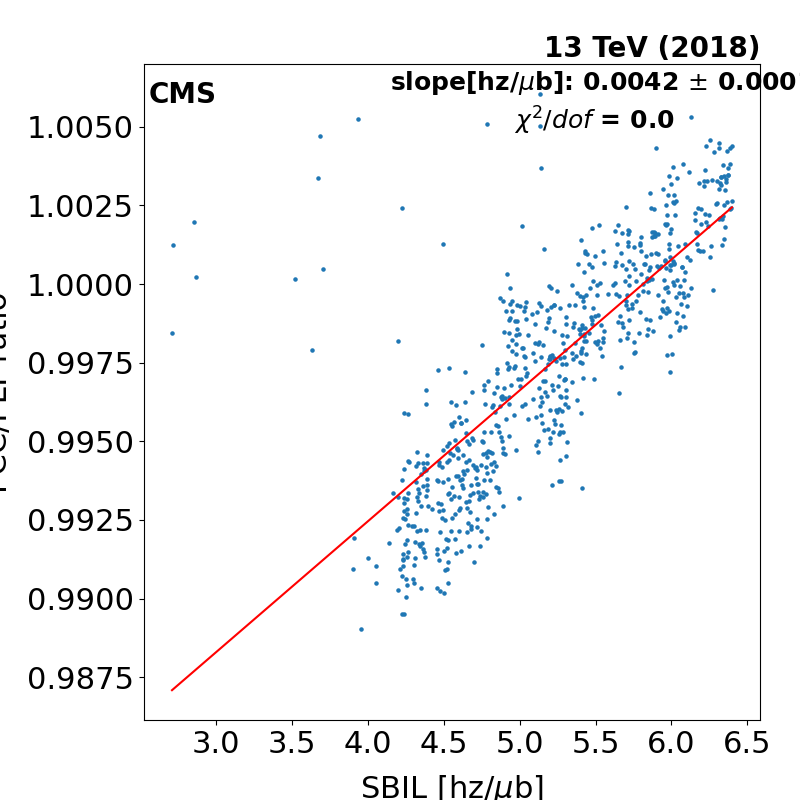 13 TeV (2018)
CMS
slope[hz/μb]: 0.0042 ± 0.000
χ²/dof = 0.0
1.0050
1.0025
1.0000
0.9975
0.9950
0.9925
0.9900
0.9875
3.0 3.5 4.0 4.5 5.0 5.5 6.0 6.5
SBIL [hz/μb]